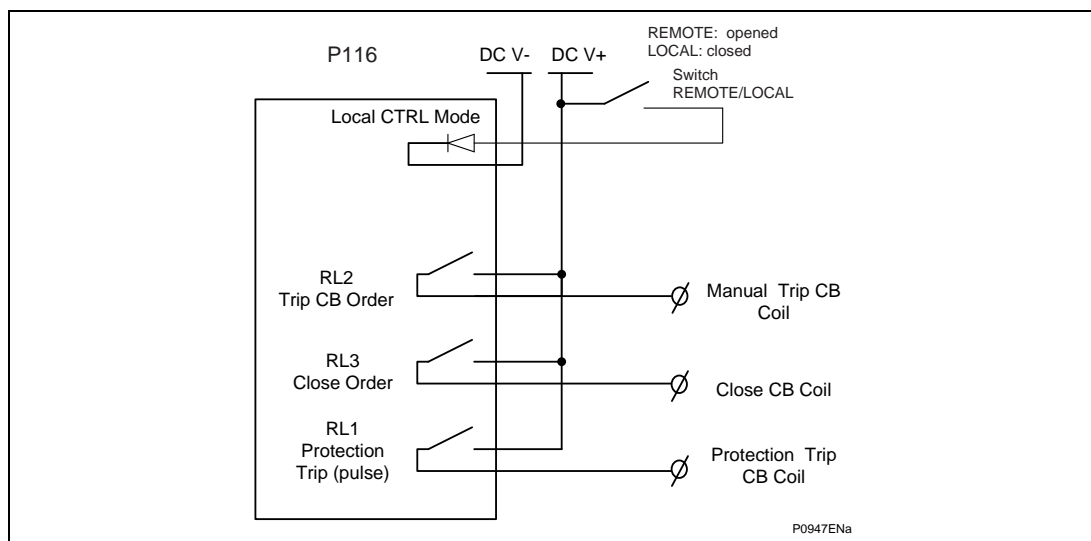 REMOTE: opened
LOCAL: closed
P116
DC V-
DC V+
Switch
REMOTE/LOCAL
Local CTRL Mode
RL2
Trip CB Order
Manual Trip CB
Coil
RL3
Close Order
Close CB Coil
RL1
Protection
Trip (pulse)
Protection Trip
CB Coil
P0947ENa